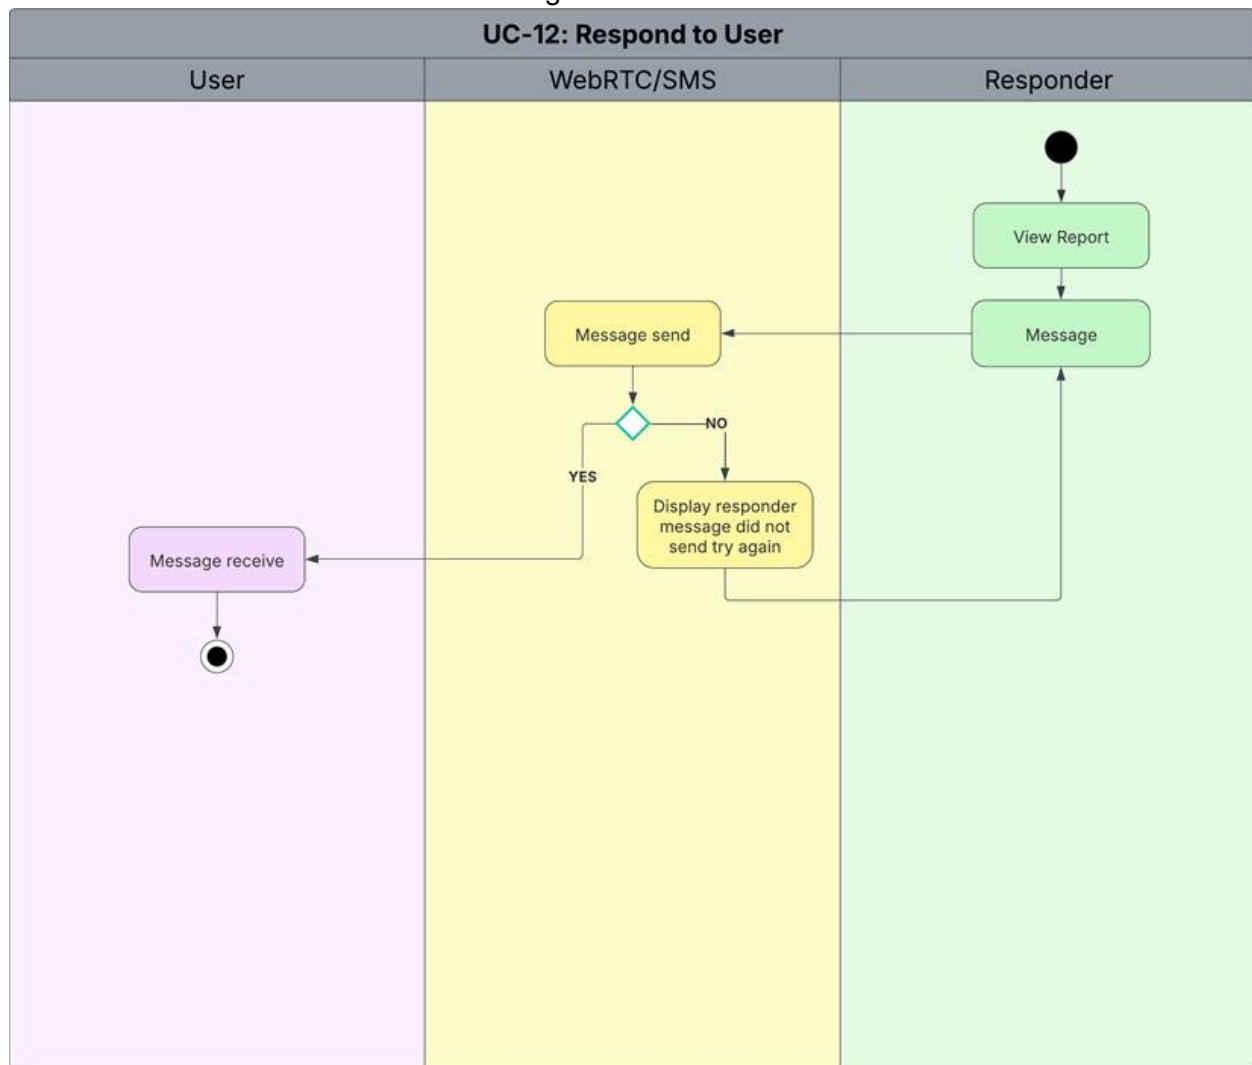 UC-12: Respond to User
User
WebRTC/SMS
Responder
View Report
Message send
Message
NO
YES
Display responder
message did not
send try again
Message receive